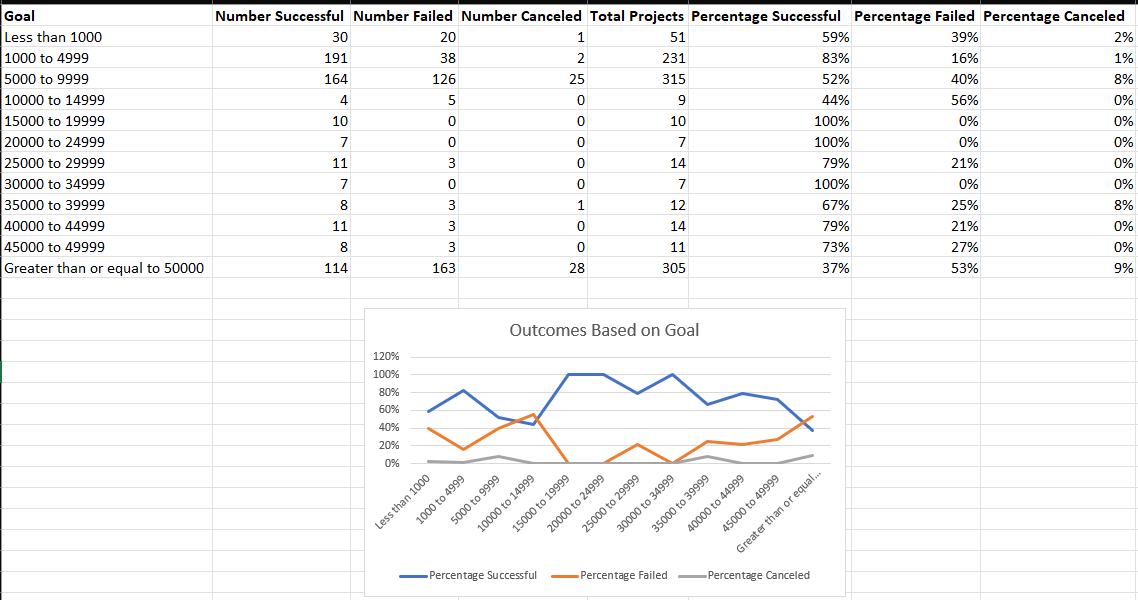 Goal Number Successful Number Failed Number Canceled Total Projects Percentage Successful Percentage Failed Percentage Canceled
Less than 1000 30 20 1 51 59% 39% 2%
1000 to 4999 191 38 2 231 83% 16% 1%
5000 to 9999 164 126 25 315 52% 40% 8%
10000 to 14999 4 5 0 9 44% 56% 0%
15000 to 19999 10 0 0 10 100% 0% 0%
20000 to 24999 7 0 0 7 100% 0% 0%
25000 to 29999 11 3 0 14 79% 21% 0%
30000 to 34999 7 0 0 7 100% 0% 0%
35000 to 39999 8 3 1 12 67% 25% 8%
40000 to 44999 11 3 0 14 79% 21% 0%
45000 to 49999 8 3 0 11 73% 27% 0%
Greater than or equal to 50000 114 163 28 305 37% 53% 9%
Outcomes Based on Goal
120%
100%
80%
60%
40%
20%
0%
Less than 1000
1000 to 4999
5000 to 9999
10000 to 14999
15000 to 19999
20000 to 24999
25000 to 29999
30000 to 34999
35000 to 39999
40000 to 44999
45000 to 49999
Greater than or equal...
Percentage Successful Percentage Failed Percentage Canceled